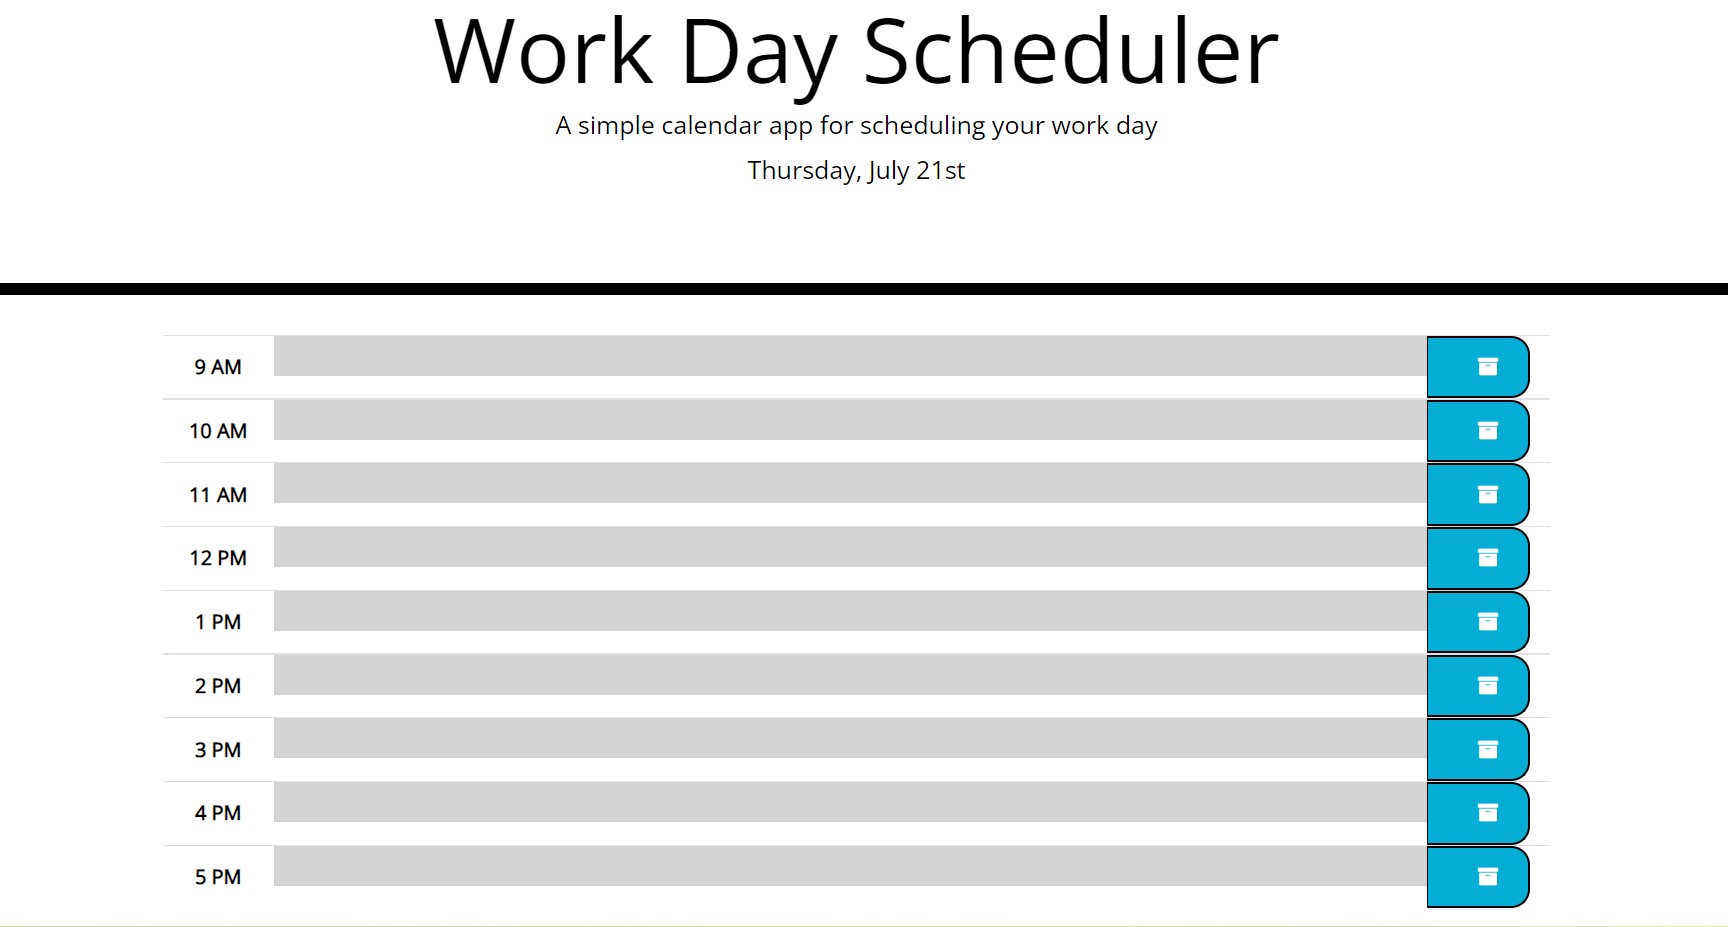 Work Day Scheduler
A simple calendar app for scheduling your work day
Thursday, July 21st
9 AM
10 AM
11 AM
12 PM
1 PM
2 PM
3 PM
4 PM
5 PM